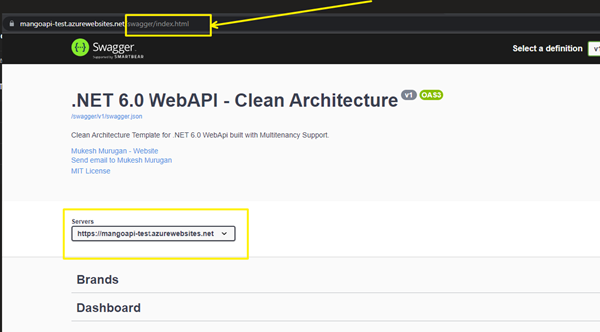 mangoapi-test.azurewebsites.net/swagger/index.html
Swagger
Supported by SMARTBEAR
Select a definition
v1
.NET 6.0 WebAPI - Clean Architecture v1 OAS3
/swagger/v1/swagger.json
Clean Architecture Template for .NET 6.0 WebApi built with Multitenancy Support.
Mukesh Murugan - Website
Send email to Mukesh Murugan
MIT License
Servers
https://mangoapi-test.azurewebsites.net
Brands
Dashboard